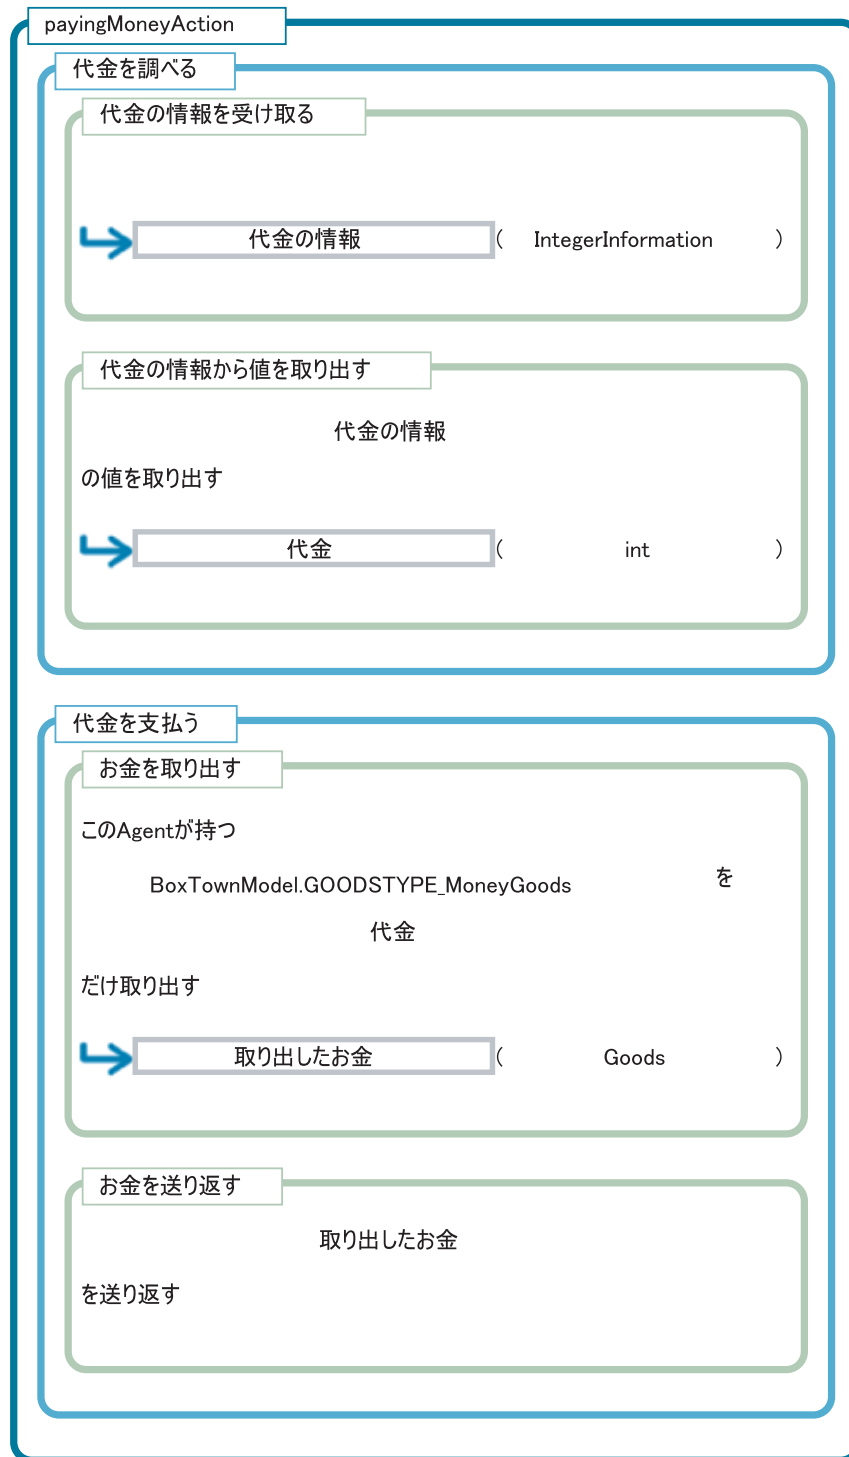 payingMoneyAction
代金を調べる
代金の情報を受け取る
代金の情報 ( IntegerInformation )
代金の情報から値を取り出す
代金の情報
の値を取り出す
代金 ( int )
代金を支払う
お金を取り出す
このAgentが持つ
BoxTownModel.GOODSTYPE_MoneyGoods を
代金
だけ取り出す
取り出したお金 ( Goods )
お金を送り返す
取り出したお金
を送り返す